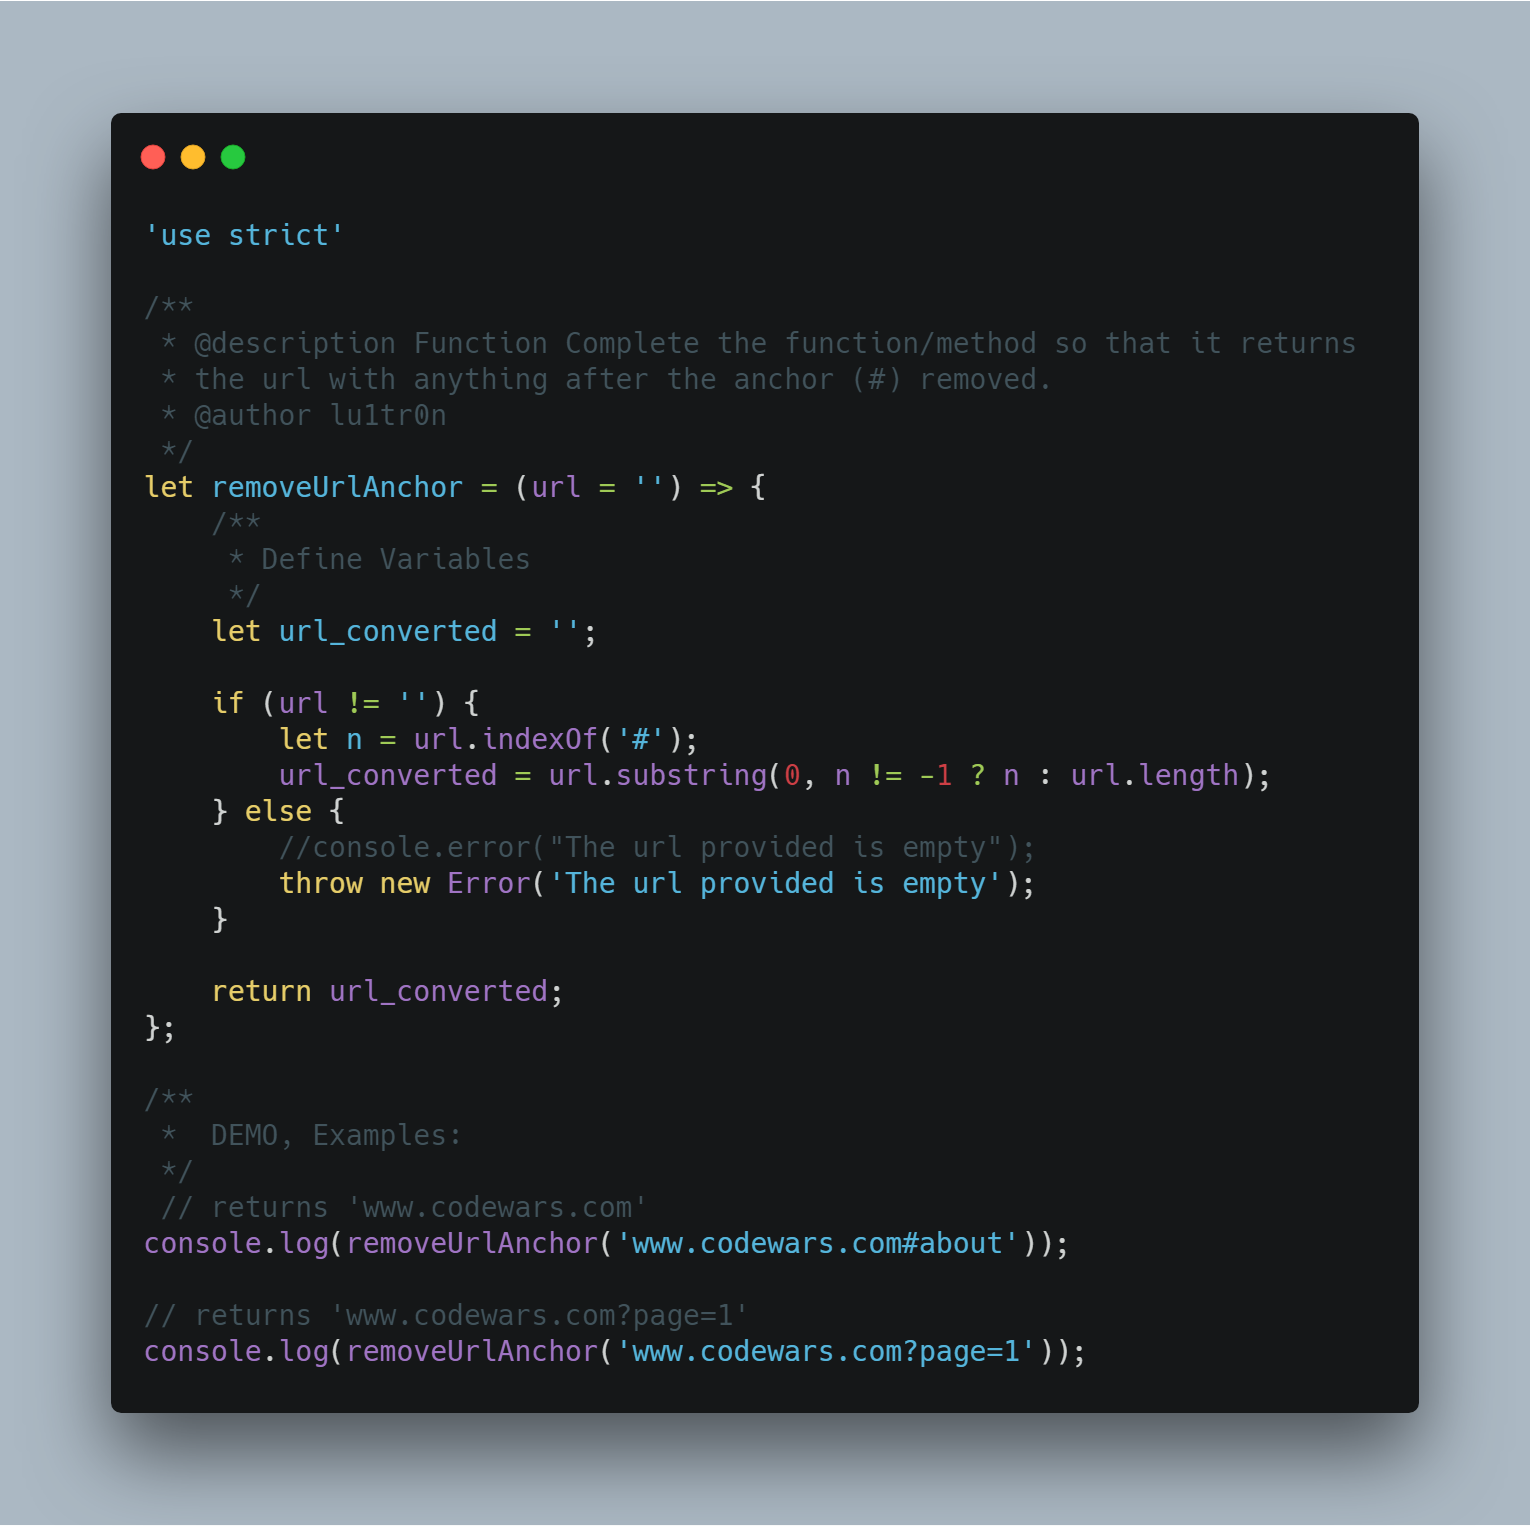 'use strict'

/**
 * @description Function Complete the function/method so that it returns
 * the url with anything after the anchor (#) removed.
 * @author lu1tr0n
 */
let removeUrlAnchor = (url = '') => {
    /**
     * Define Variables
     */
    let url_converted = '';

    if (url != '') {
        let n = url.indexOf('#');
        url_converted = url.substring(0, n != -1 ? n : url.length);
    } else {
        //console.error("The url provided is empty");
        throw new Error('The url provided is empty');
    }

    return url_converted;
};

/**
 *  DEMO, Examples:
 */
 // returns 'www.codewars.com'
console.log(removeUrlAnchor('www.codewars.com#about'));

// returns 'www.codewars.com?page=1'
console.log(removeUrlAnchor('www.codewars.com?page=1'));